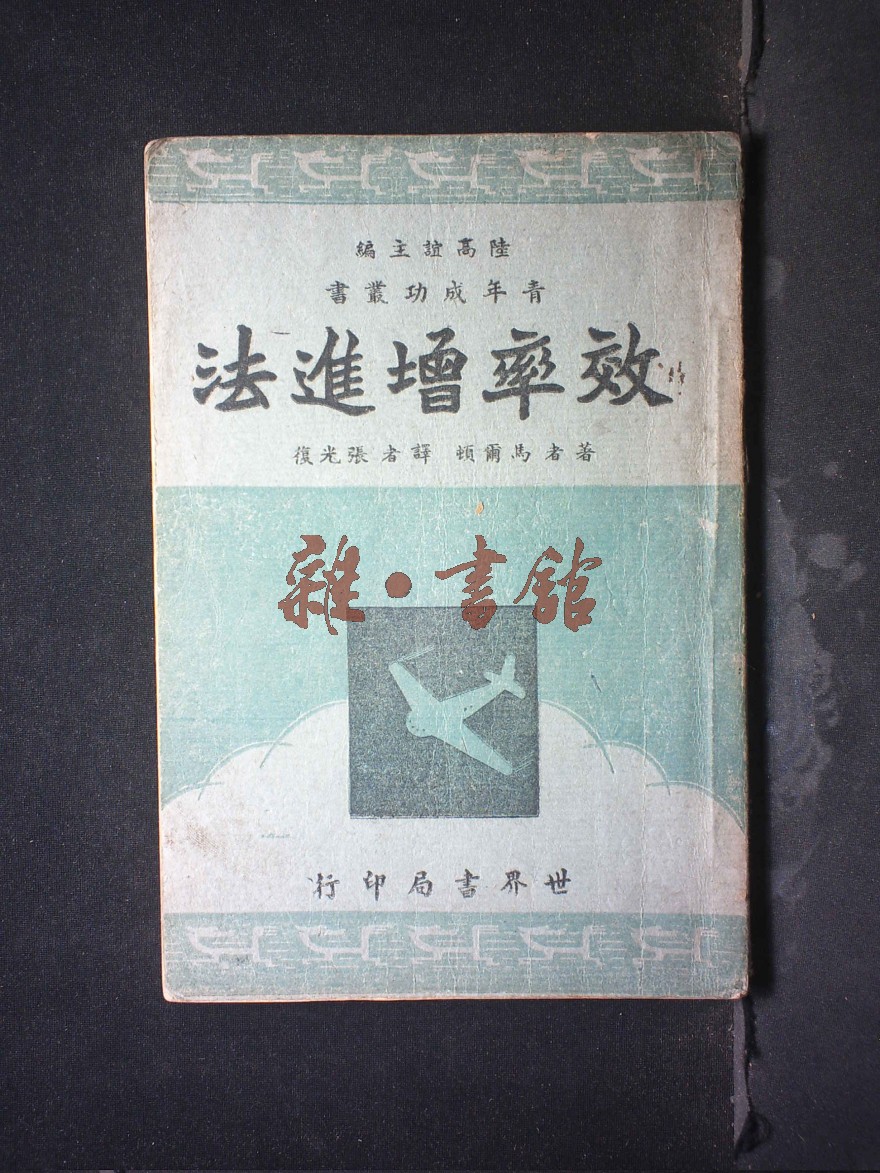 陸高誼主編
青年成功叢書
效率增進法
著者馬爾頓 譯者張光復
雜·書館
世界書局印行